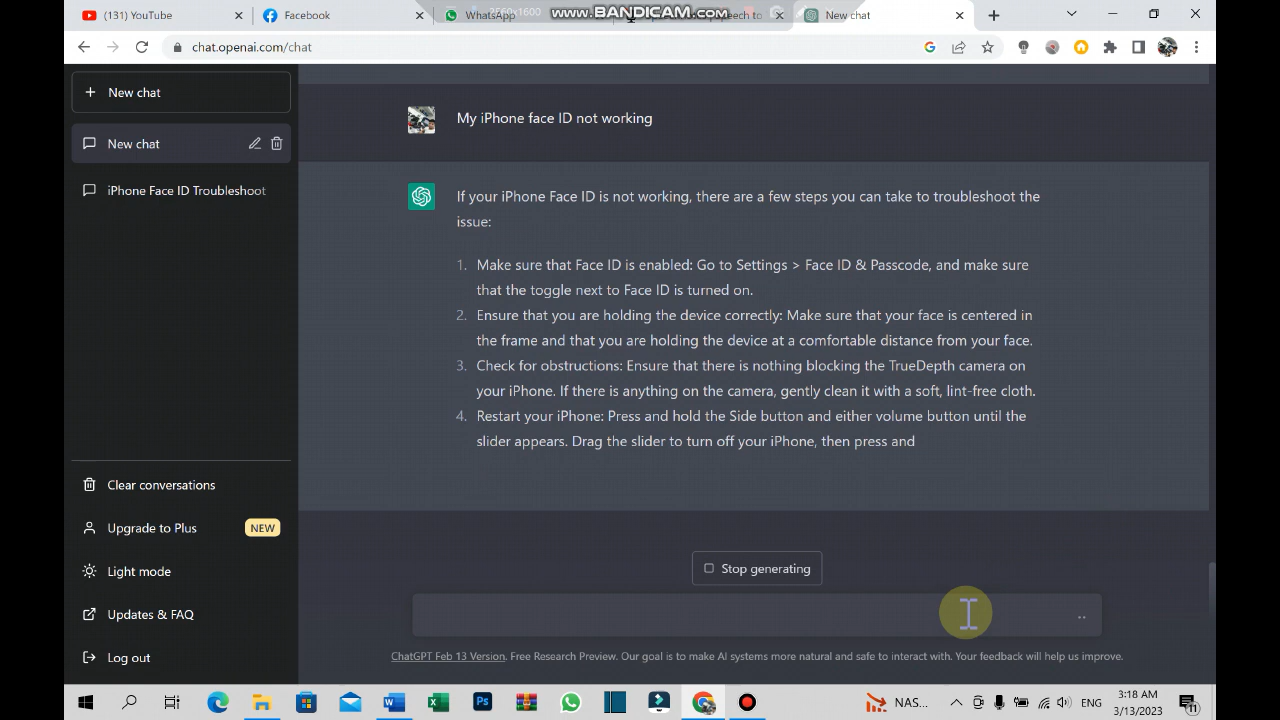 (131) YouTube
Facebook
WhatsApp
2560x1600
www.BANDICAM.com
eech to
New chat
chat.openai.com/chat
New chat
New chat
iPhone Face ID Troubleshoot
My iPhone face ID not working
If your iPhone Face ID is not working, there are a few steps you can take to troubleshoot the
issue:
1. Make sure that Face ID is enabled: Go to Settings > Face ID & Passcode, and make sure
that the toggle next to Face ID is turned on.
2. Ensure that you are holding the device correctly: Make sure that your face is centered in
the frame and that you are holding the device at a comfortable distance from your face.
3. Check for obstructions: Ensure that there is nothing blocking the TrueDepth camera on
your iPhone. If there is anything on the camera, gently clean it with a soft, lint-free cloth.
4. Restart your iPhone: Press and hold the Side button and either volume button until the
slider appears. Drag the slider to turn off your iPhone, then press and
Clear conversations
Upgrade to Plus NEW
Light mode
Updates & FAQ
Log out
Stop generating
ChatGPT Feb 13 Version. Free Research Preview. Our goal is to make AI systems more natural and safe to interact with. Your feedback will help us improve.
NAS...
ENG
3:18 AM
3/13/2023